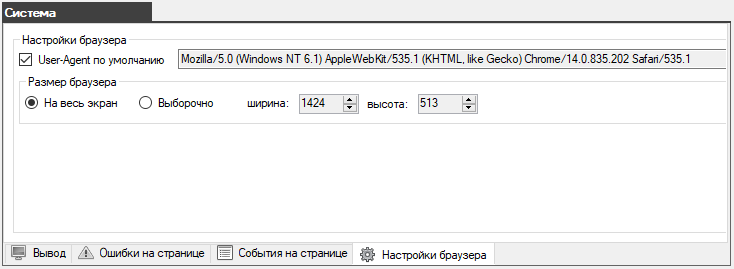 Система
Настройки браузера
User-Agent по умолчанию Mozilla/5.0 (Windows NT 6.1) AppleWebKit/535.1 (KHTML, like Gecko) Chrome/14.0.835.202 Safari/535.1
Размер браузера
На весь экран Выборочно ширина: 1424 высота: 513
Вывод Ошибки на странице События на странице Настройки браузера